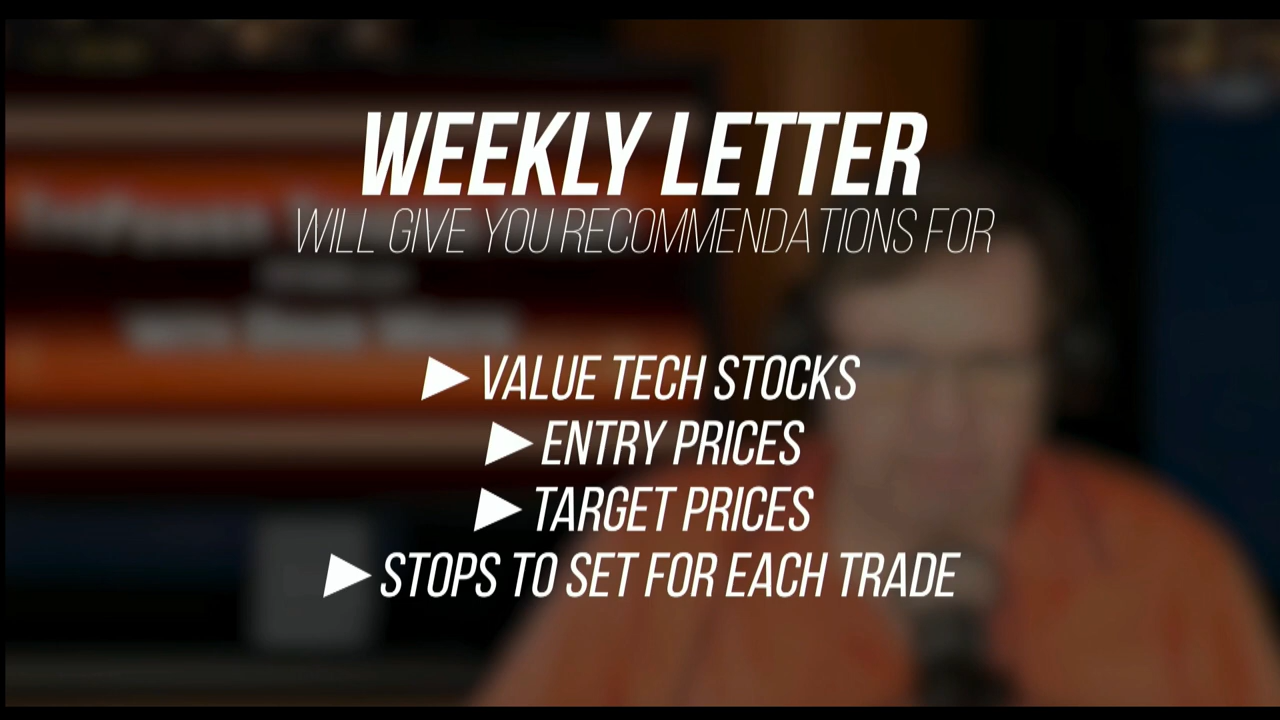 WEEKLY LETTER
WILL GIVE YOU RECOMMENDATIONS FOR
▶ VALUE TECH STOCKS
▶ ENTRY PRICES
▶ TARGET PRICES
▶ STOPS TO SET FOR EACH TRADE